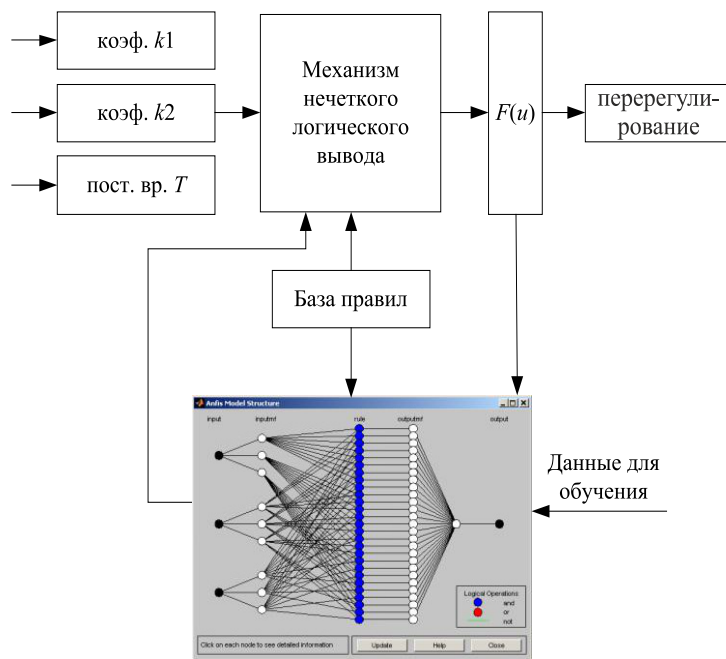 коэф. k1
коэф. k2
пост. вр. T
Механизм
нечеткого
логического
вывода
F(u)
перерегули-
рование
База правил
Anfis Model Structure
input
inputmf
rule
outputmf
output
Данные для
обучения
Logical Operations
and
or
not
Click on each node to see detailed information
Update
Help
Close